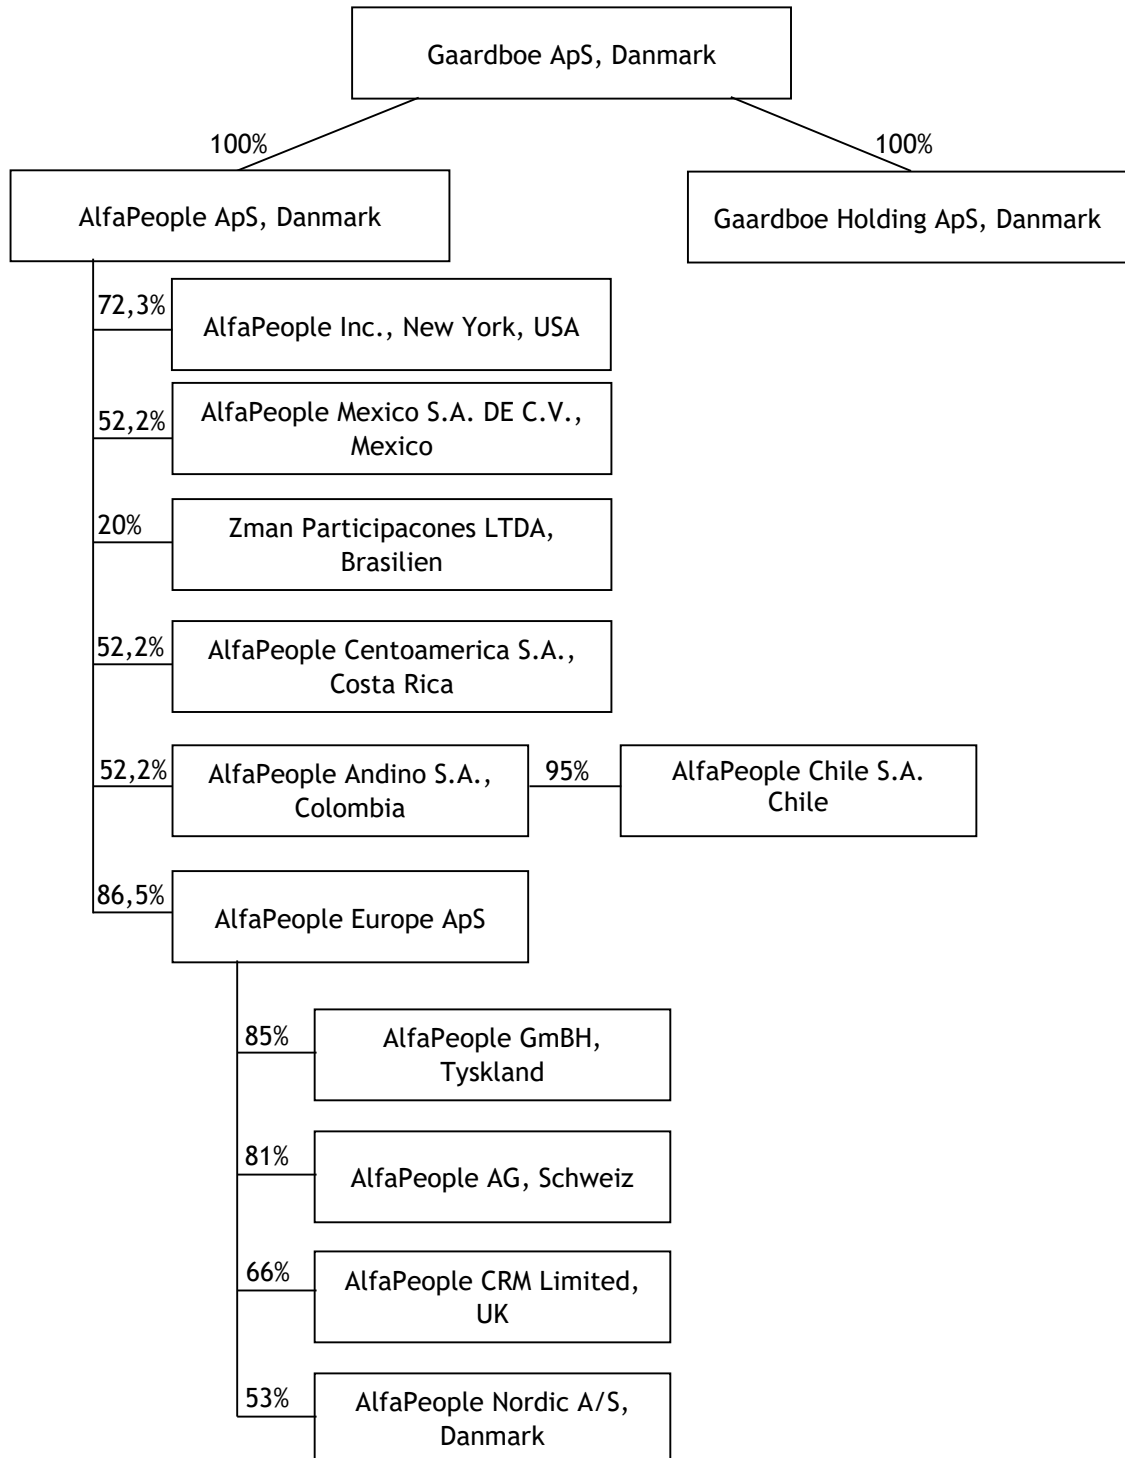 Gaardboe ApS, Danmark
100%
100%
AlfaPeople ApS, Danmark
Gaardboe Holding ApS, Danmark
72,3%
AlfaPeople Inc., New York, USA
52,2%
AlfaPeople Mexico S.A. DE C.V.,
Mexico
20%
Zman Participacones LTDA,
Brasilien
52,2%
AlfaPeople Centoamerica S.A.,
Costa Rica
52,2%
AlfaPeople Andino S.A.,
Colombia
95%
AlfaPeople Chile S.A.
Chile
86,5%
AlfaPeople Europe ApS
85%
AlfaPeople GmBH,
Tyskland
81%
AlfaPeople AG, Schweiz
66%
AlfaPeople CRM Limited,
UK
53%
AlfaPeople Nordic A/S,
Danmark